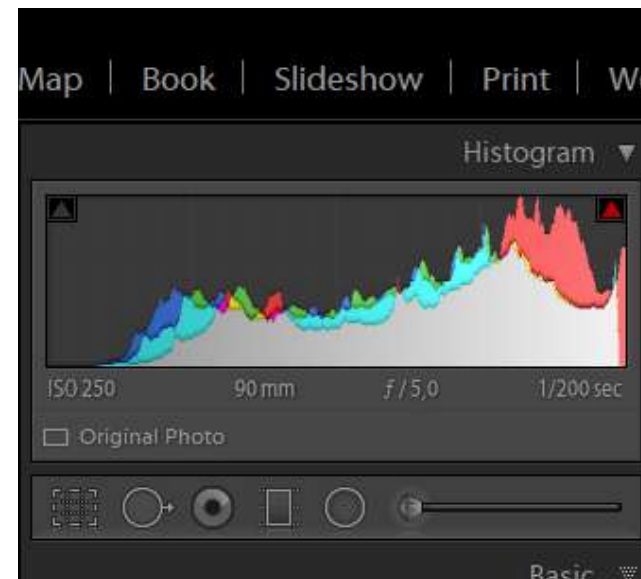 Map | Book | Slideshow | Print |
Histogram
ISO 250 90 mm ƒ / 5,0 1/200 sec
Original Photo
Basic